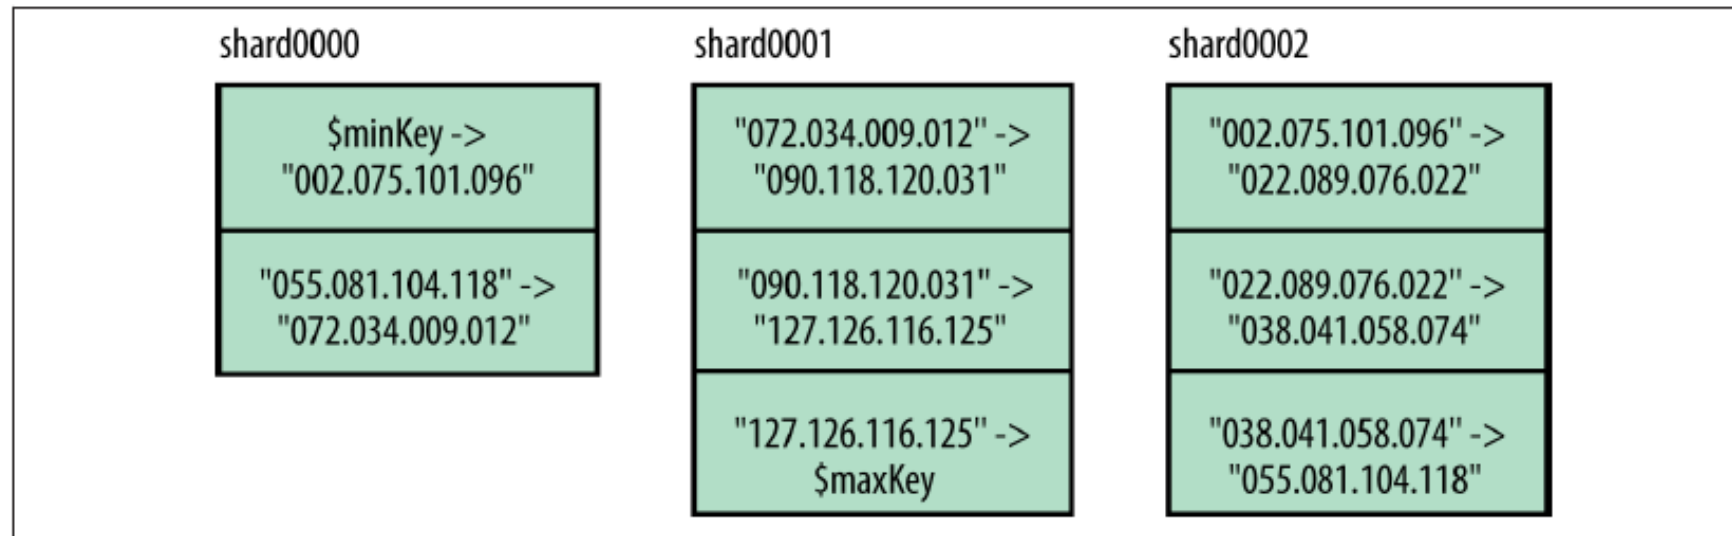 shard0000
$minKey ->
"002.075.101.096"
"055.081.104.118" ->
"072.034.009.012"
shard0001
"072.034.009.012" ->
"090.118.120.031"
"090.118.120.031" ->
"127.126.116.125"
"127.126.116.125" ->
$maxKey
shard0002
"002.075.101.096" ->
"022.089.076.022"
"022.089.076.022" ->
"038.041.058.074"
"038.041.058.074" ->
"055.081.104.118"